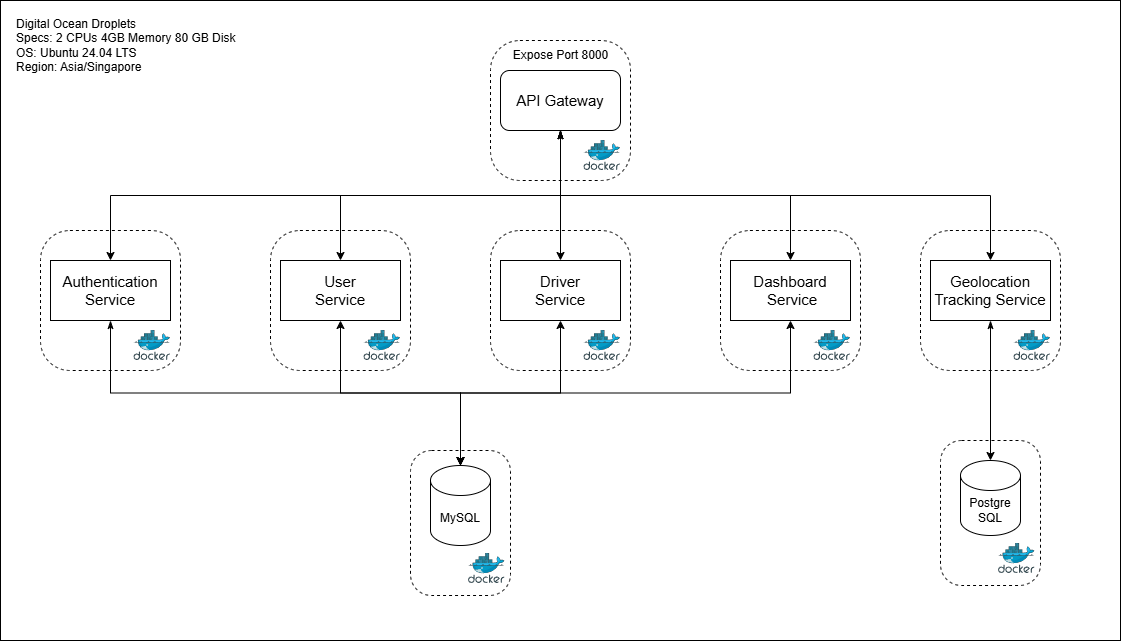 Digital Ocean Droplets
Specs: 2 CPUs 4GB Memory 80 GB Disk
OS: Ubuntu 24.04 LTS
Region: Asia/Singapore
Expose Port 8000
API Gateway
docker
Authentication
Service
docker
User
Service
docker
Driver
Service
docker
Dashboard
Service
docker
Geolocation
Tracking Service
docker
MySQL
docker
Postgre
SQL
docker